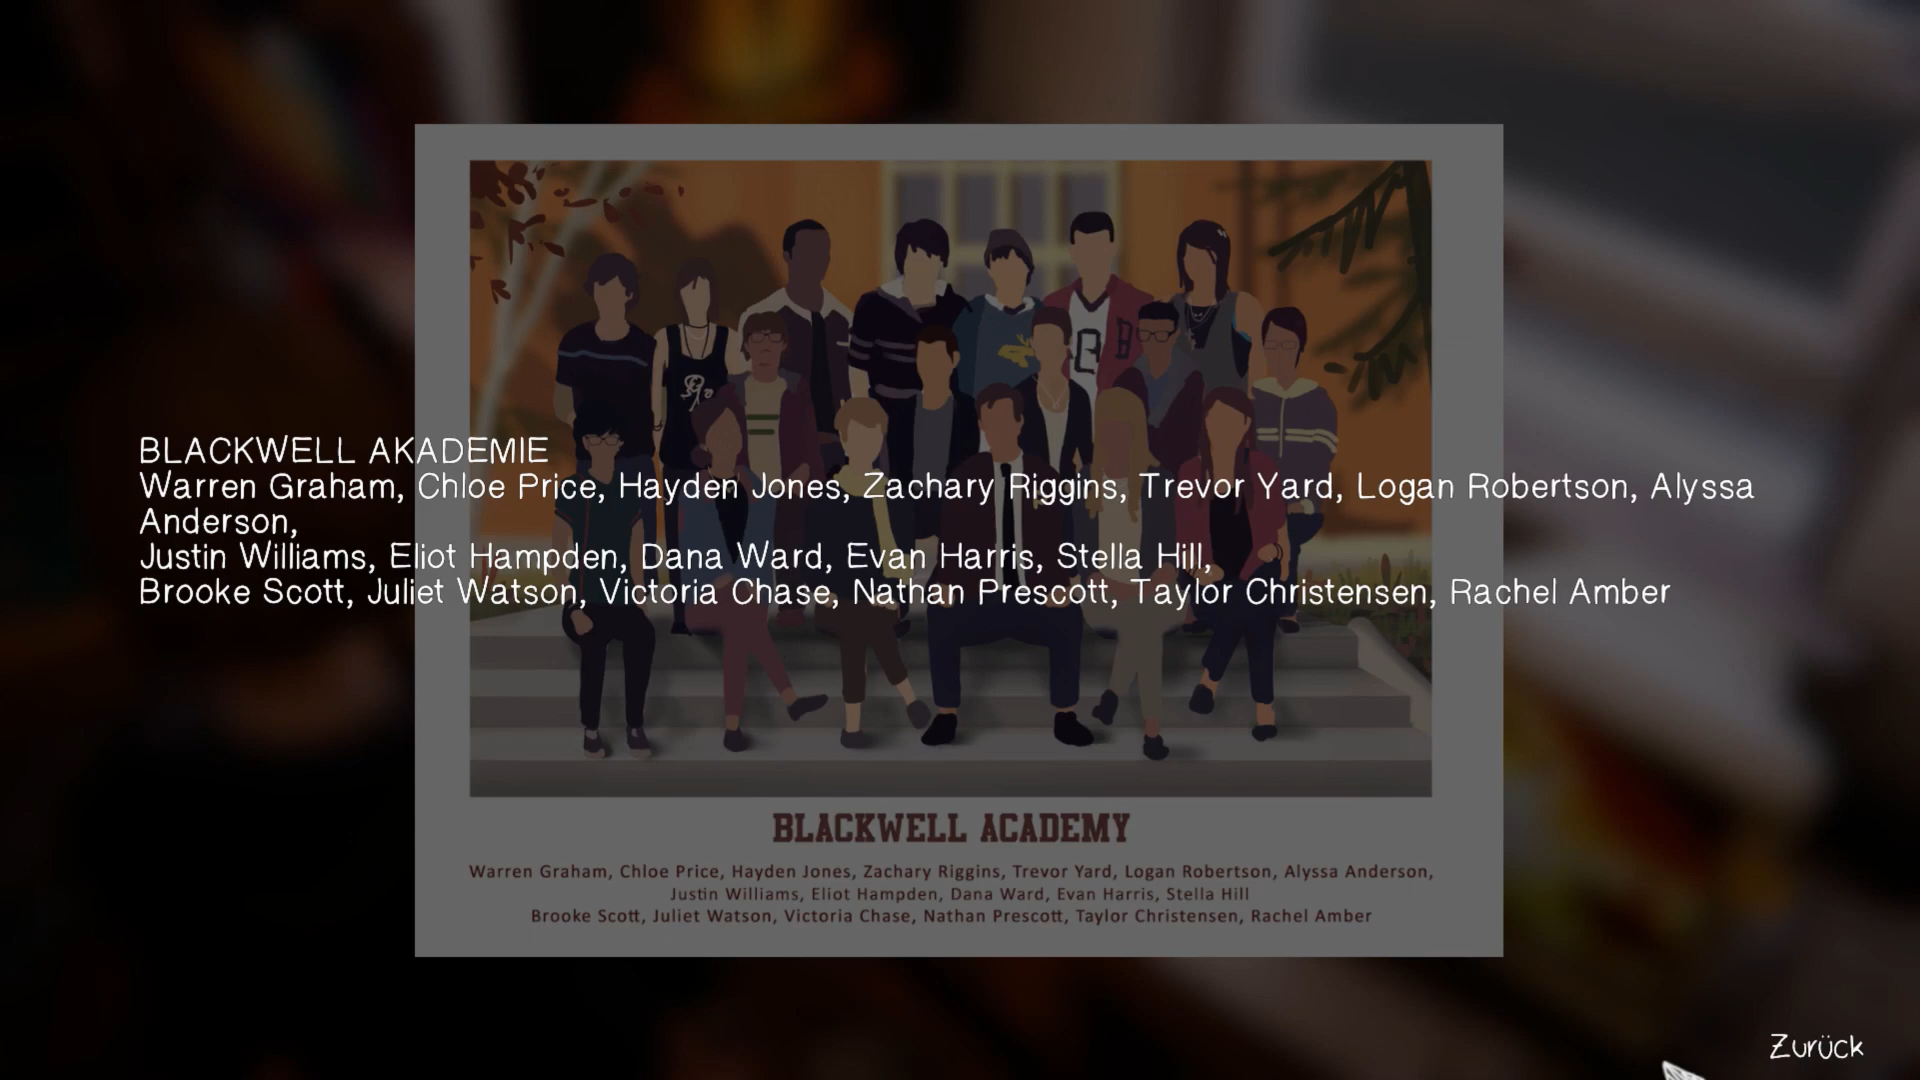 BLACKWELL AKADEMIE
Warren Graham, Chloe Price, Hayden Jones, Zachary Riggins, Trevor Yard, Logan Robertson, Alyssa
Anderson,
Justin Williams, Eliot Hampden, Dana Ward, Evan Harris, Stella Hill,
Brooke Scott, Juliet Watson, Victoria Chase, Nathan Prescott, Taylor Christensen, Rachel Amber
BLACKWELL ACADEMY
Warren Graham, Chloe Price, Hayden Jones, Zachary Riggins, Trevor Yard, Logan Robertson, Alyssa Anderson,
Justin Williams, Eliot Hampden, Dana Ward, Evan Harris, Stella Hill
Brooke Scott, Juliet Watson, Victoria Chase, Nathan Prescott, Taylor Christensen, Rachel Amber
Zurück